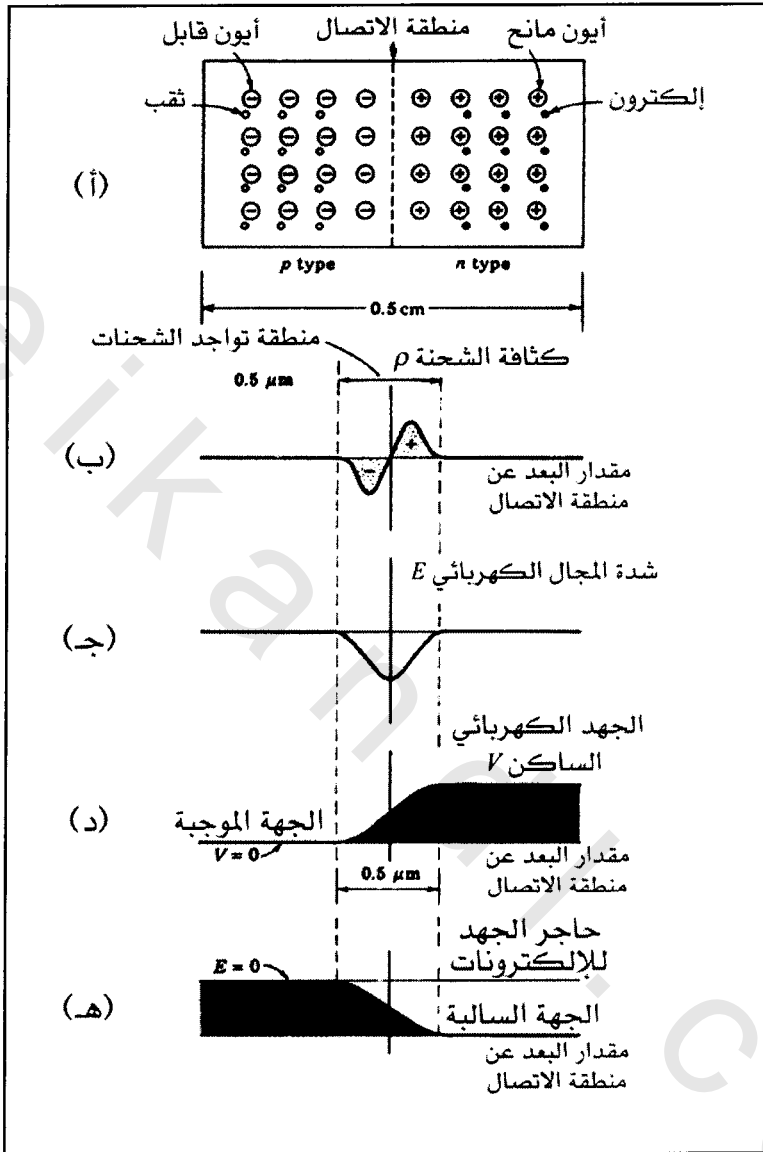 أيون قابل
منطقة الاتصال
أيون مانح
ثقب
إلكترون
(أ)
p type
n type
0.5 cm
منطقة تواجد الشحنات
كثافة الشحنة ρ
0.5 μm
(ب)
مقدار البعد عن
منطقة الاتصال
شدة المجال الكهربائي E
(جـ)
الجهد الكهربائي
الساكن V
(د)
الجهة الموجبة
V = 0
مقدار البعد عن
منطقة الاتصال
0.5 μm
حاجر الجهد
للإلكترونات
E = 0
(هـ)
الجهة السالبة
مقدار البعد عن
منطقة الاتصال